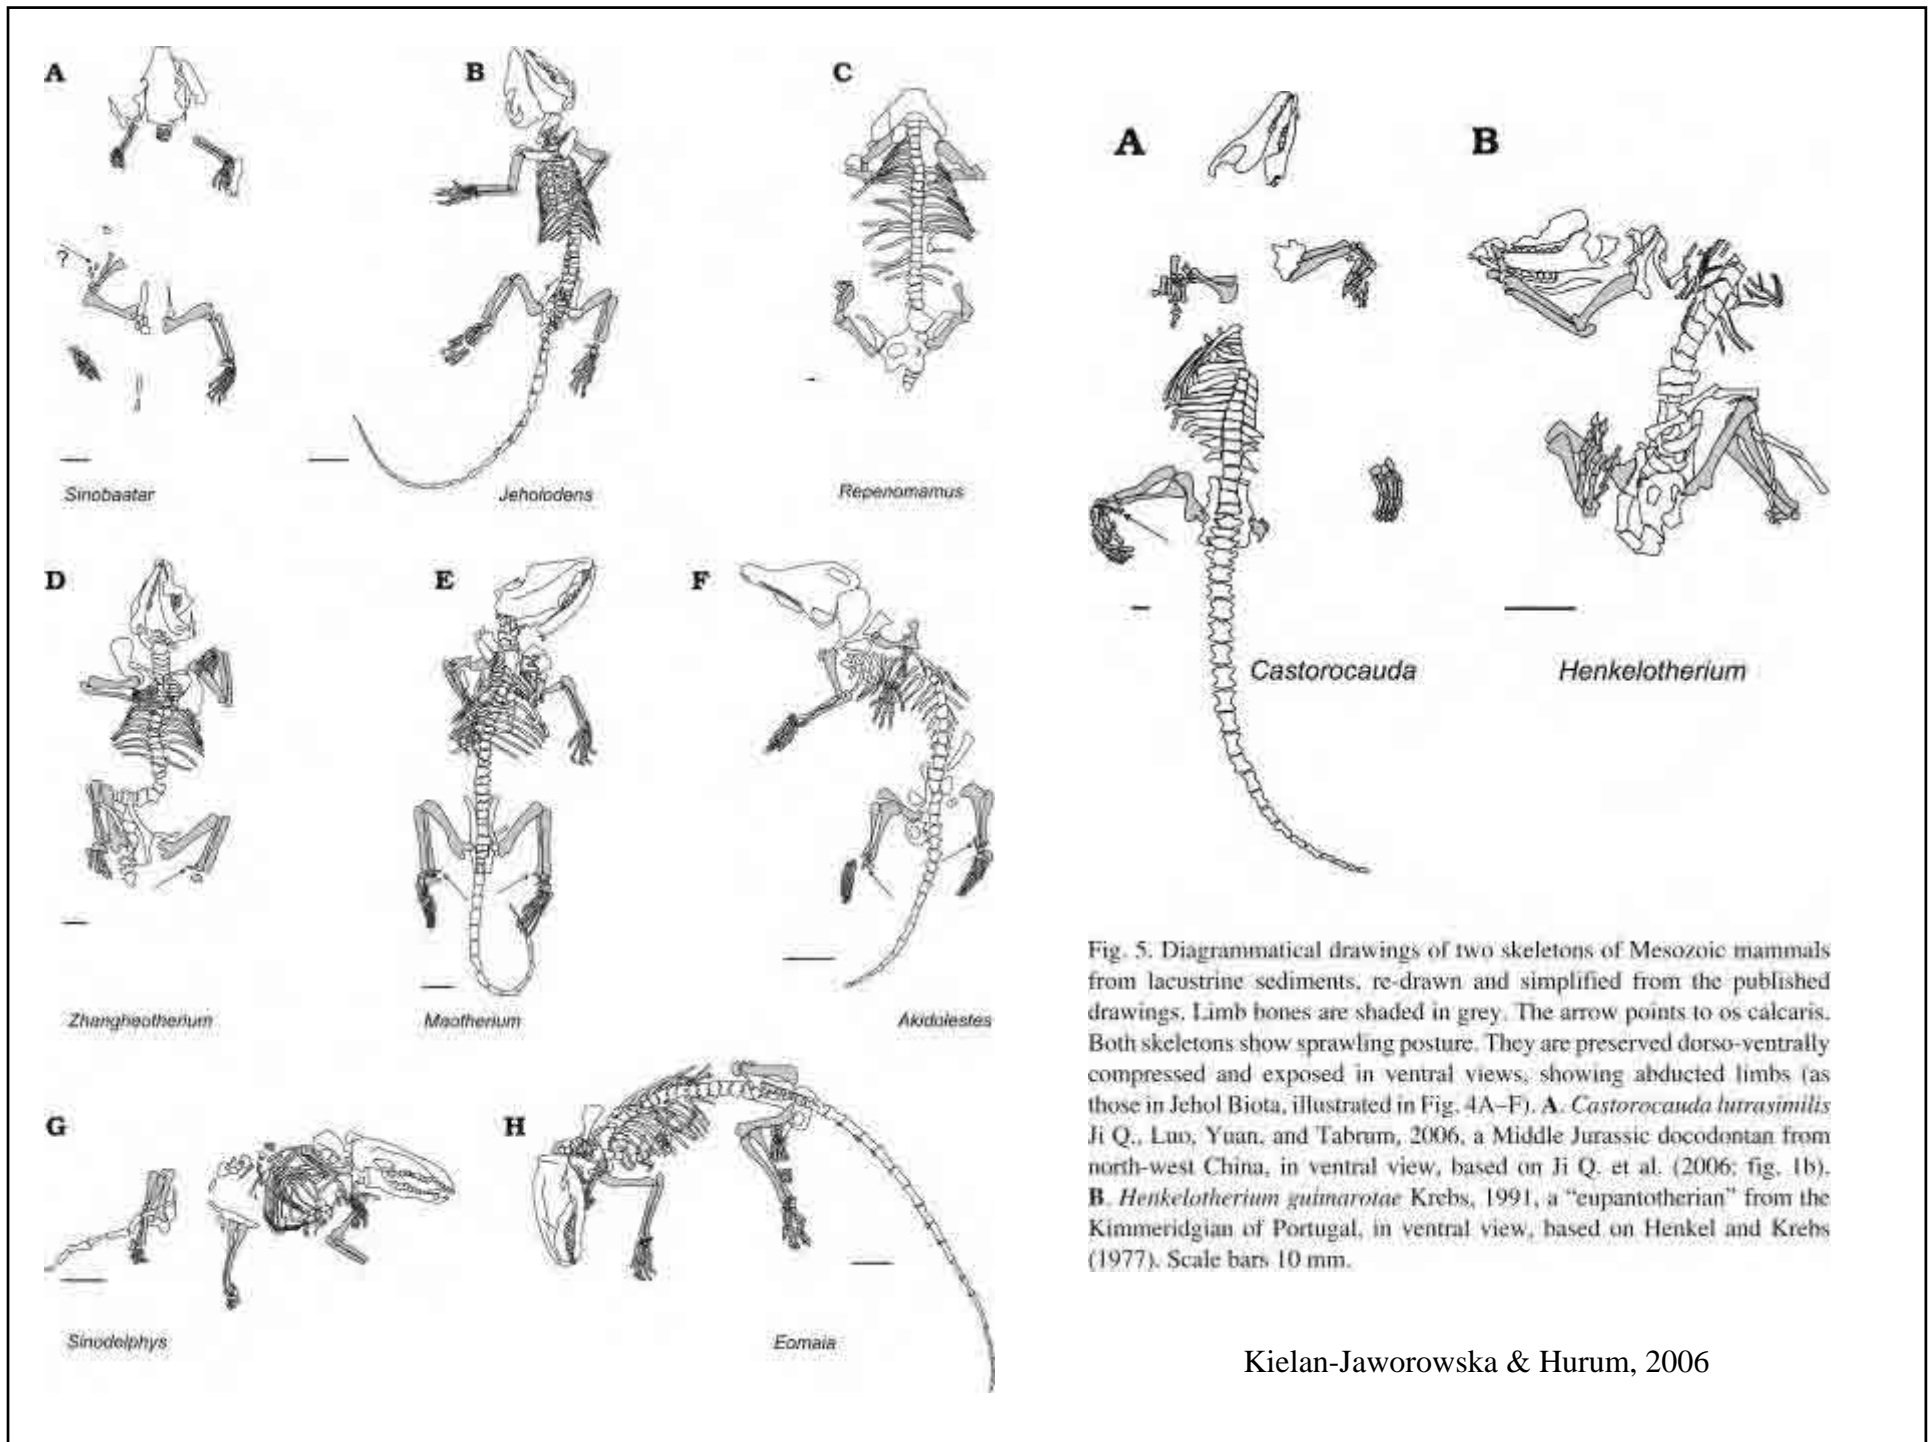 A
B
C
?
Sinobaatar
Jeholodens
Repenomamus
D
E
F
Zhangheotherium
Maotherium
Akidolestes
G
H
Sinodelphys
Eomaia
A
B
Castorocauda
Henkelotherium
Fig. 5. Diagrammatical drawings of two skeletons of Mesozoic mammals
from lacustrine sediments, re-drawn and simplified from the published
drawings. Limb bones are shaded in grey. The arrow points to os calcaris.
Both skeletons show sprawling posture. They are preserved dorso-ventrally
compressed and exposed in ventral views, showing abducted limbs (as
those in Jehol Biota, illustrated in Fig. 4A–F). A. Castorocauda lutrasimilis
Ji Q., Luo, Yuan, and Tabrum, 2006, a Middle Jurassic docodontan from
north-west China, in ventral view, based on Ji Q. et al. (2006: fig. 1b).
B. Henkelotherium guimarotae Krebs, 1991, a “eupantotherian” from the
Kimmeridgian of Portugal, in ventral view, based on Henkel and Krebs
(1977). Scale bars 10 mm.
Kielan-Jaworowska & Hurum, 2006